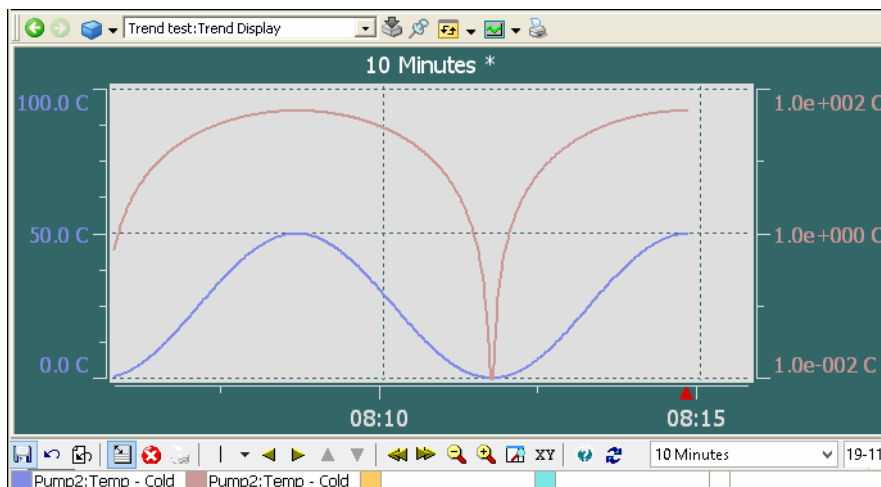 Trend test:Trend Display
10 Minutes *
100.0 C
1.0e+002 C
50.0 C
1.0e+000 C
0.0 C
1.0e-002 C
08:10
08:15
XY
10 Minutes
19-11
Pump2:Temp - Cold
Pump2:Temp - Cold